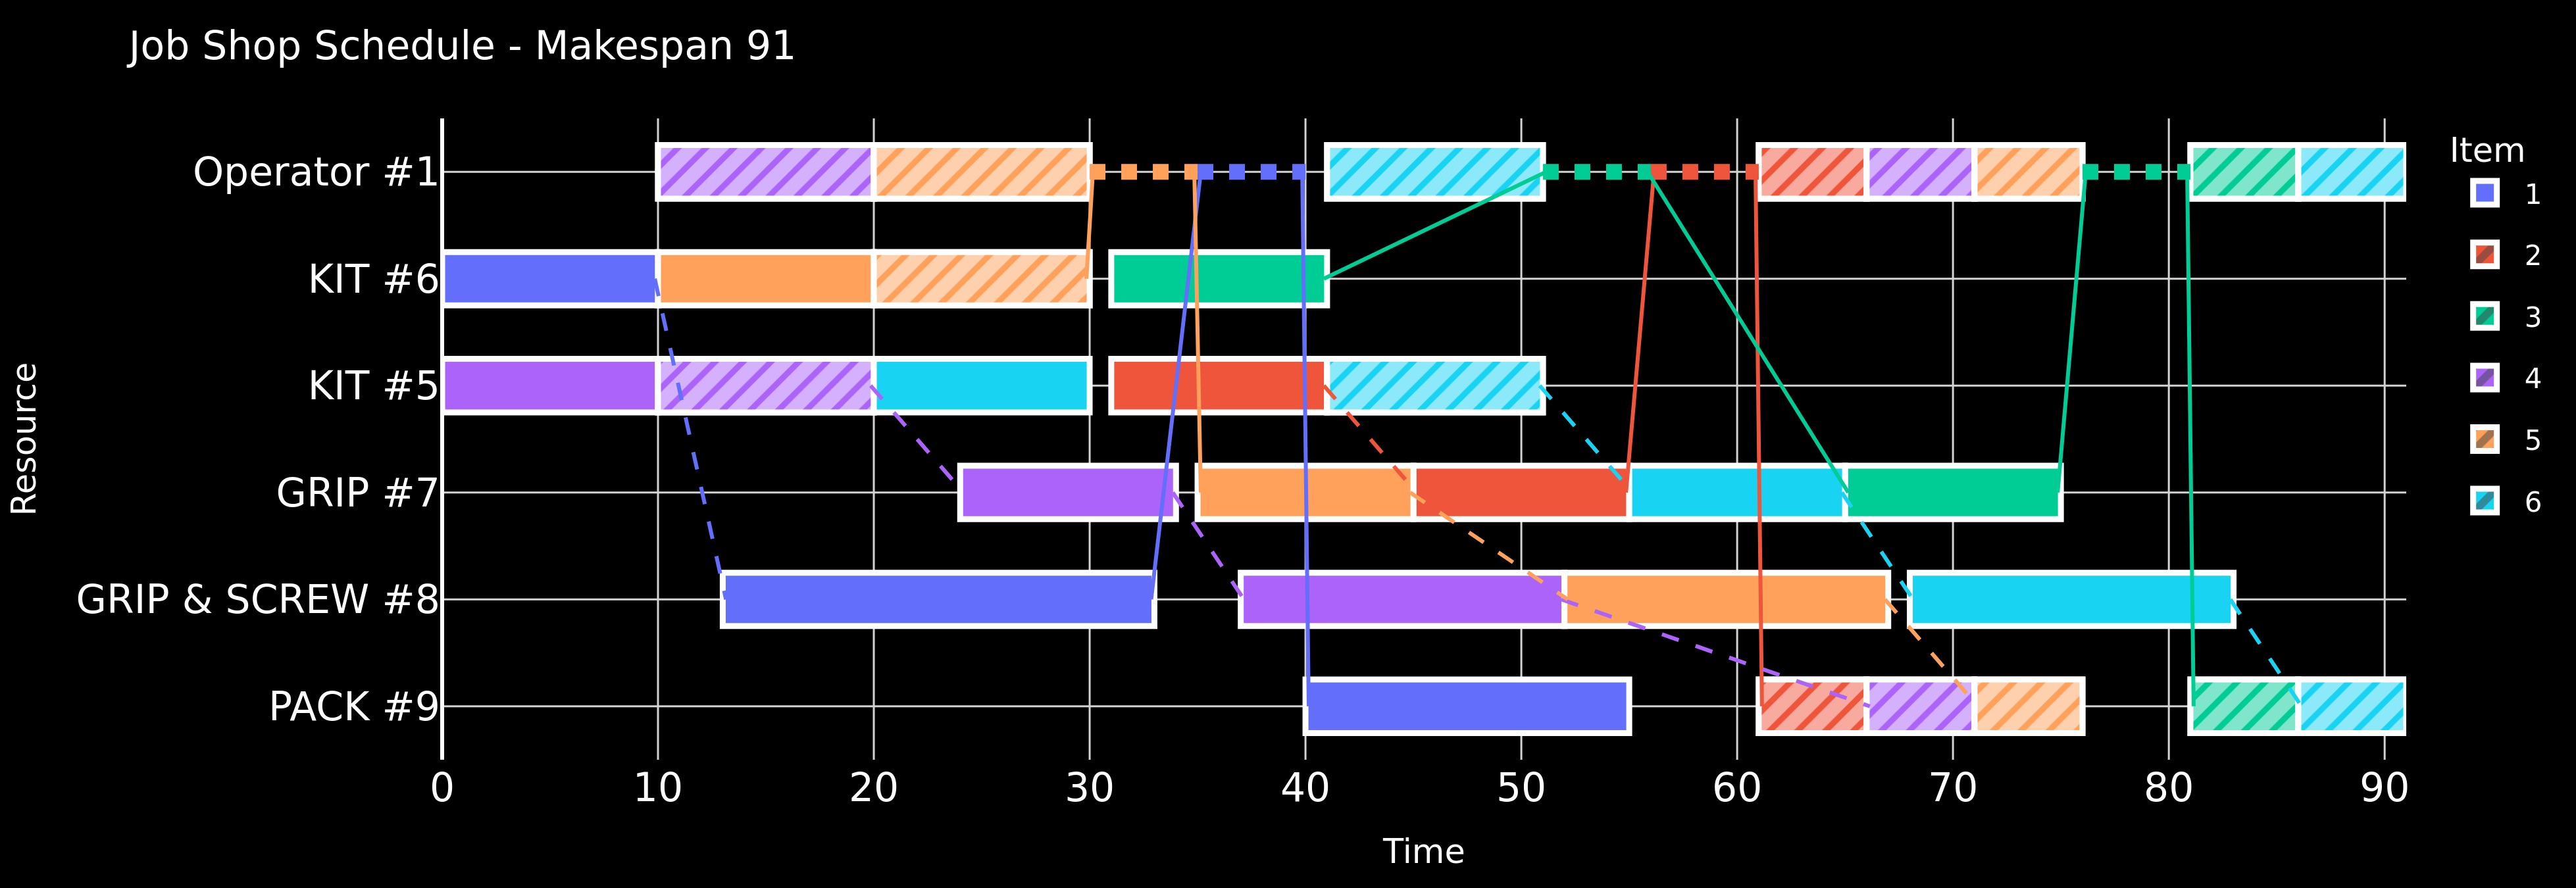 Job Shop Schedule - Makespan 91
Operator #1
KIT #6
KIT #5
GRIP #7
GRIP & SCREW #8
PACK #9
Resource
0 10 20 30 40 50 60 70 80 90
Time
Item
1
2
3
4
5
6